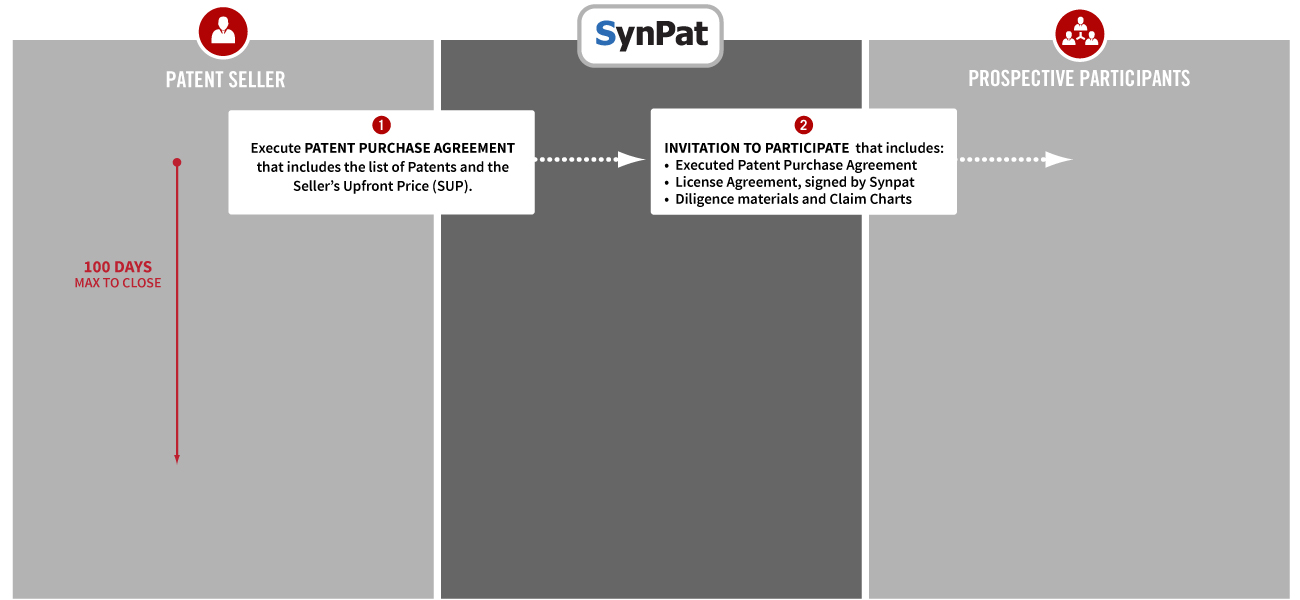 SynPat
PATENT SELLER
PROSPECTIVE PARTICIPANTS
1
Execute PATENT PURCHASE AGREEMENT
that includes the list of Patents and the
Seller’s Upfront Price (SUP).
2
INVITATION TO PARTICIPATE that includes:
• Executed Patent Purchase Agreement
• License Agreement, signed by Synpat
• Diligence materials and Claim Charts
100 DAYS
MAX TO CLOSE